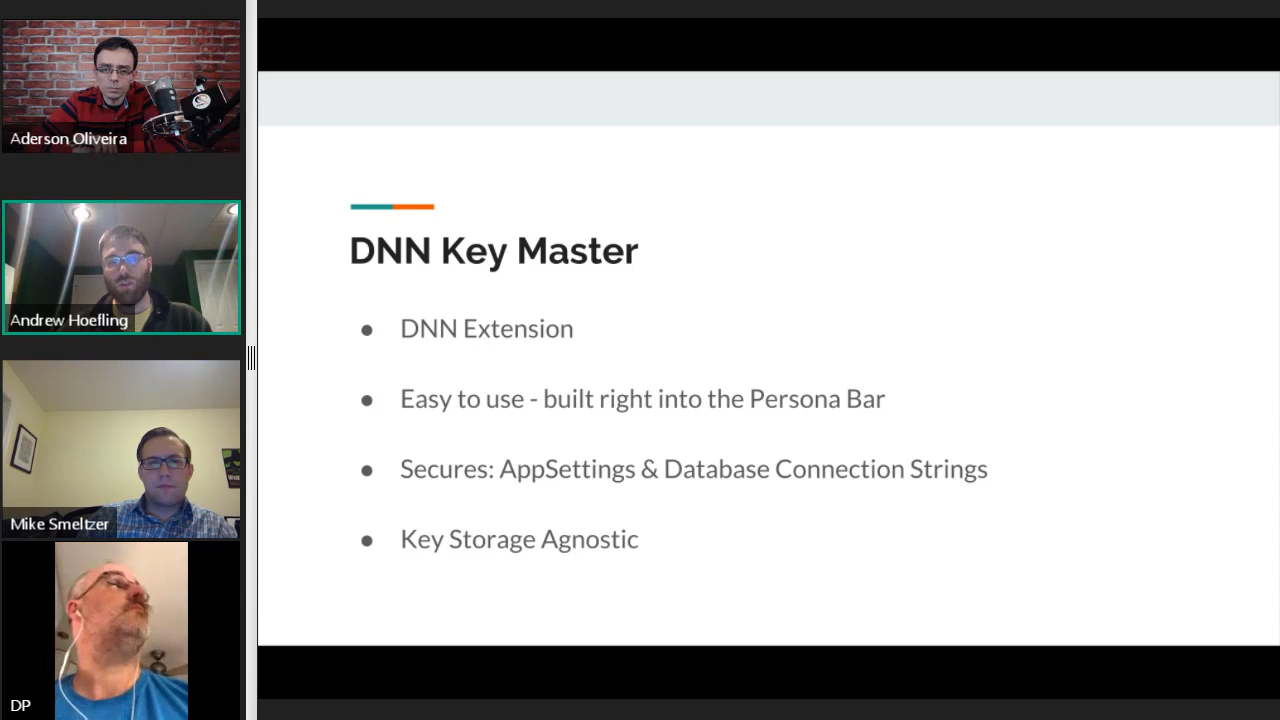 Aderson Oliveira
Andrew Hoefling
Mike Smeltzer
DP
DNN Key Master
● DNN Extension
● Easy to use - built right into the Persona Bar
● Secures: AppSettings & Database Connection Strings
● Key Storage Agnostic